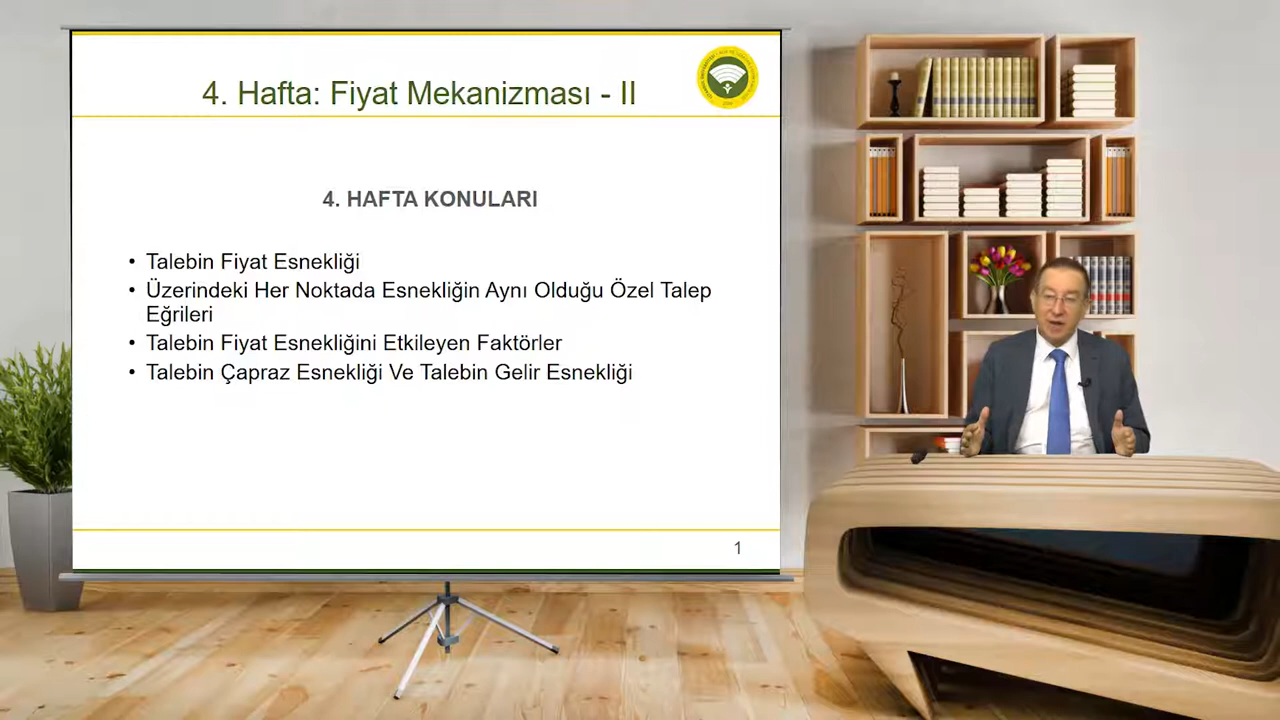 4. Hafta: Fiyat Mekanizması - II
4. HAFTA KONULARI
• Talebin Fiyat Esnekliği
• Üzerindeki Her Noktada Esnekliğin Aynı Olduğu Özel Talep
Eğrileri
• Talebin Fiyat Esnekliğini Etkileyen Faktörler
• Talebin Çapraz Esnekliği Ve Talebin Gelir Esnekliği
1